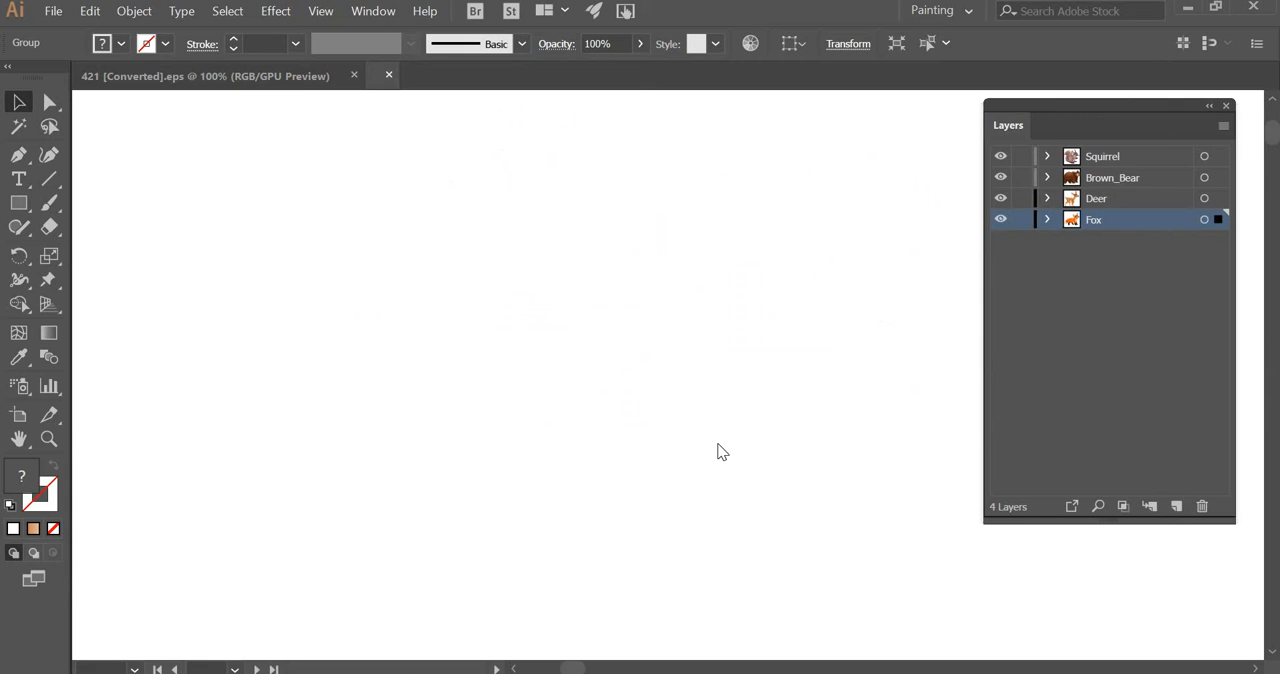 Ai File Edit Object Type Select Effect View Window Help Br St Painting Search Adobe Stock
Group ? Stroke: Basic Opacity: 100% Style: Transform
421 [Converted].eps @ 100% (RGB/GPU Preview)
Layers
Squirrel
Brown_Bear
Deer
Fox
T
?
4 Layers